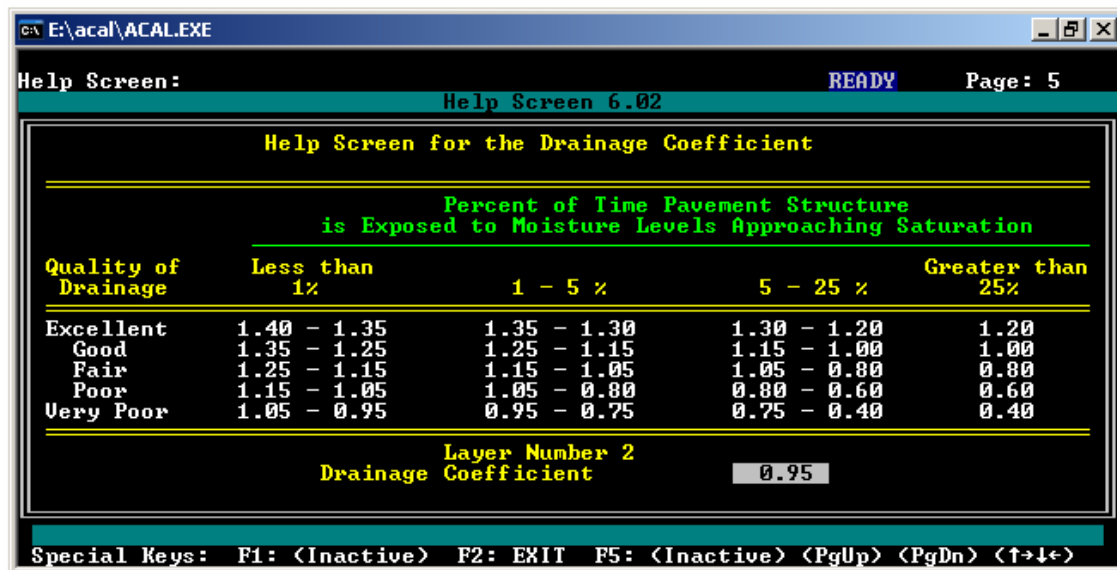 E:\acal\ACAL.EXE
Help Screen: READY Page: 5
Help Screen 6.02
Help Screen for the Drainage Coefficient
Percent of Time Pavement Structure
is Exposed to Moisture Levels Approaching Saturation
Quality of Less than Greater than
Drainage 1% 1 - 5 % 5 - 25 % 25%
Excellent 1.40 - 1.35 1.35 - 1.30 1.30 - 1.20 1.20
Good 1.35 - 1.25 1.25 - 1.15 1.15 - 1.00 1.00
Fair 1.25 - 1.15 1.15 - 1.05 1.05 - 0.80 0.80
Poor 1.15 - 1.05 1.05 - 0.80 0.80 - 0.60 0.60
Very Poor 1.05 - 0.95 0.95 - 0.75 0.75 - 0.40 0.40
Layer Number 2
Drainage Coefficient 0.95
Special Keys: F1: (Inactive) F2: EXIT F5: (Inactive) (PgUp) (PgDn) (↑→↓←)